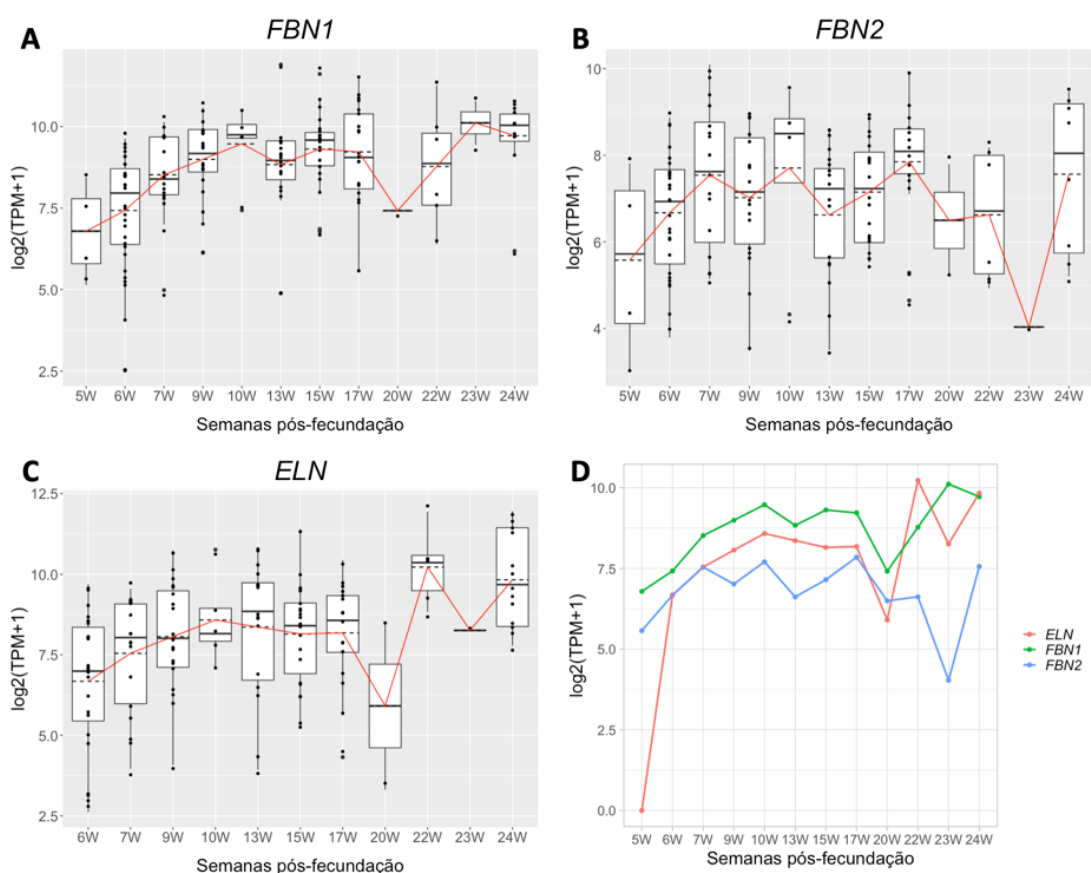 A
FBN1
log2(TPM+1)
10.0
7.5
5.0
2.5
5W 6W 7W 9W 10W 13W 15W 17W 20W 22W 23W 24W
Semanas pós-fecundação
B
FBN2
log2(TPM+1)
10
8
6
4
5W 6W 7W 9W 10W 13W 15W 17W 20W 22W 23W 24W
Semanas pós-fecundação
C
ELN
log2(TPM+1)
12.5
10.0
7.5
5.0
2.5
6W 7W 9W 10W 13W 15W 17W 20W 22W 23W 24W
Semanas pós-fecundação
D
log2(TPM+1)
10.0
7.5
5.0
2.5
0.0
5W 6W 7W 9W 10W 13W 15W 17W 20W 22W 23W 24W
Semanas pós-fecundação
ELN
FBN1
FBN2